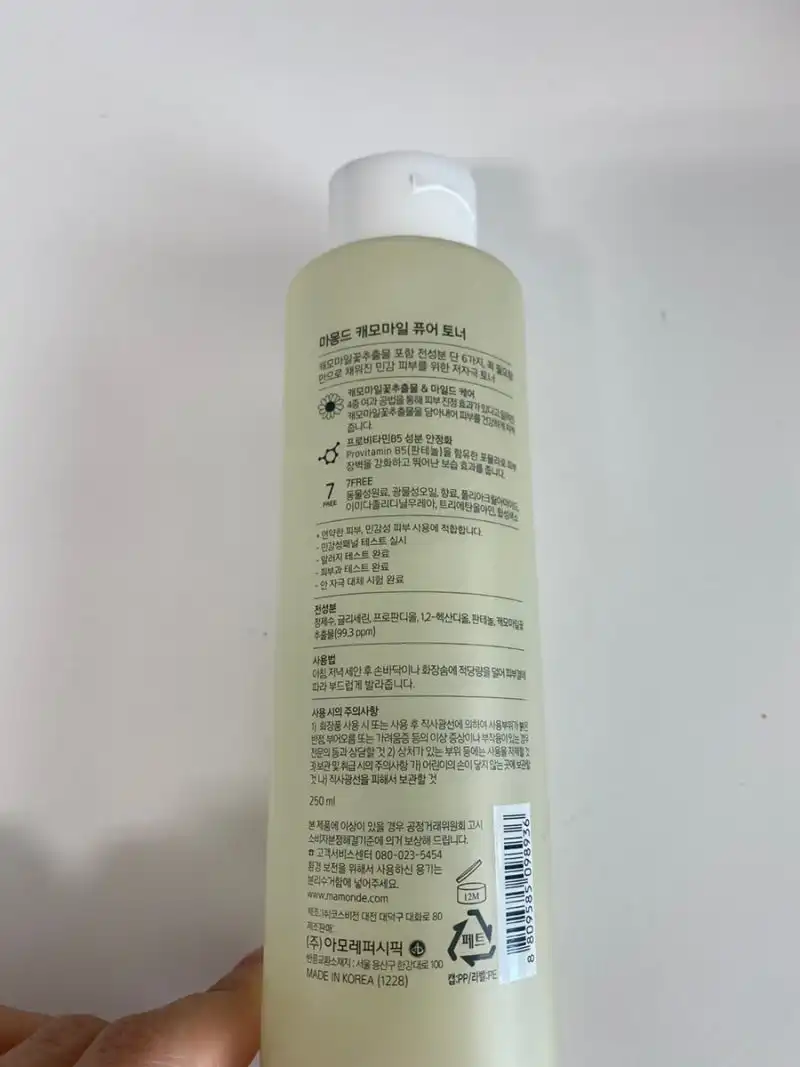 마몽드 캐모마일 퓨어 토너
캐모마일꽃추출물 포함 전성분 단 6가지, 꼭 필요한
만으로 채워진 민감 피부를 위한 저자극 토너
캐모마일꽃추출물 & 마일드 케어
4중 여과 공법을 통해 피부 진정 효과가 있다고
캐모마일꽃추출물을 담아내어 피부를 건강하게
줍니다.
프로비타민B5 성분 안정화
Provitamin B5(판테놀)을 함유한 포뮬러로 피부
장벽을 강화하고 뛰어난 보습 효과를 줍니다.
7
FREE
7FREE
동물성원료, 광물성오일, 향료, 폴리아크릴아마이드,
이미다졸리디닐우레아, 트리에탄올아민, 합성색소
• 연약한 피부, 민감성 피부 사용에 적합합니다.
- 민감성패널 테스트 실시
- 알러지 테스트 완료
- 피부과 테스트 완료
- 안 자극 대체 시험 완료
전성분
정제수, 글리세린, 프로판디올, 1,2-헥산디올, 판테놀, 캐모마일꽃
추출물(99.3 ppm)
사용법
아침, 저녁 세안 후 손바닥이나 화장솜에 적당량을 덜어 피부결에
따라 부드럽게 발라줍니다.
사용 시의 주의사항
1) 화장품 사용 시 또는 사용 후 직사광선에 의하여 사용부위가 붉은
반점, 부어오름 또는 가려움증 등의 이상 증상이나 부작용이 있는 경우
전문의 등과 상담할 것 2) 상처가 있는 부위 등에는 사용을 자제할 것
3) 보관 및 취급 시의 주의사항 가) 어린이의 손이 닿지 않는 곳에 보관할
것 나) 직사광선을 피해서 보관할 것
250 ml
본 제품에 이상이 있을 경우 공정거래위원회 고시
소비자분쟁해결기준에 의거 보상해 드립니다.
☎ 고객서비스센터 080-023-5454
환경 보전을 위해서 사용하신 용기는
분리수거함에 넣어주세요.
www.mamonde.com
제조:(주)코스비전 대전 대덕구 대화로 80
제조판매:
(주)아모레퍼시픽
반품교환소재지 : 서울 용산구 한강대로 100
MADE IN KOREA (1228)
12M
페트
캡:PP/라벨:PE
8 809585 098936